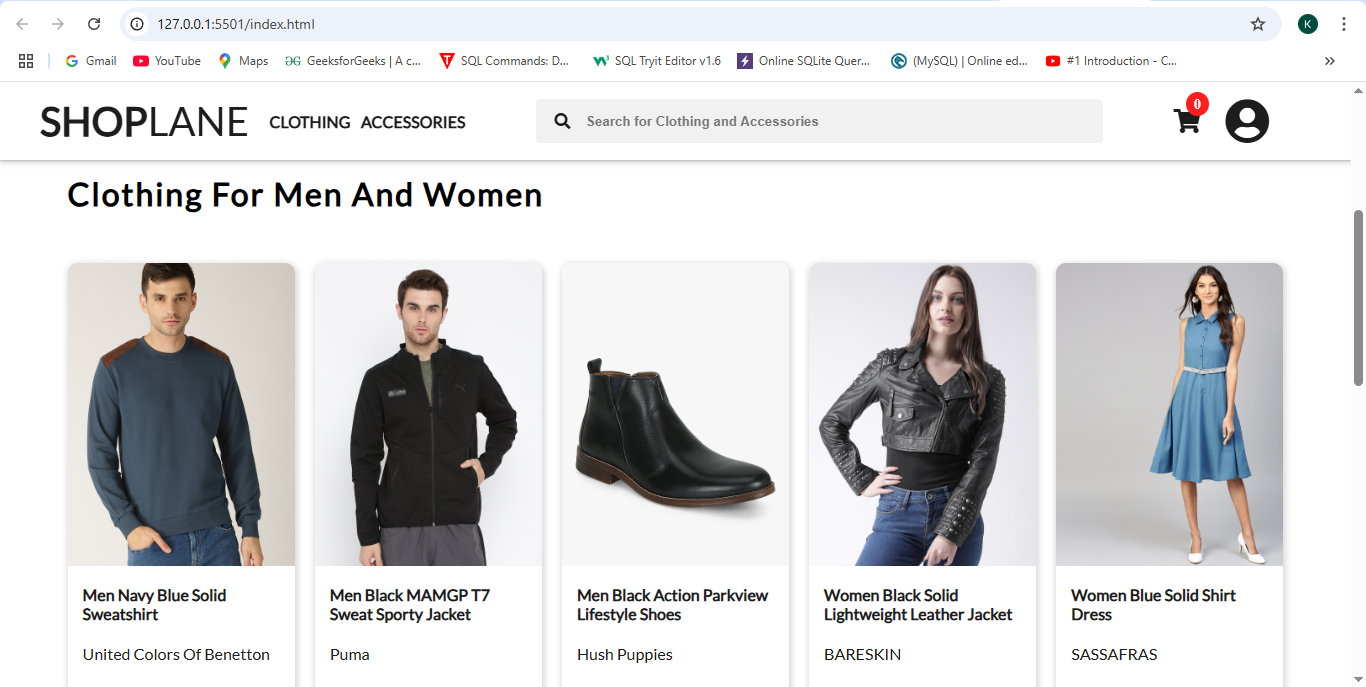 127.0.0.1:5501/index.html
K
Gmail
YouTube
Maps
GeeksforGeeks | A c...
SQL Commands: D...
SQL Tryit Editor v1.6
Online SQLite Quer...
(MySQL) | Online ed...
#1 Introduction - C...
SHOPLANE
CLOTHING
ACCESSORIES
Search for Clothing and Accessories
0
Clothing For Men And Women
Men Navy Blue Solid
Sweatshirt
United Colors Of Benetton
Men Black MAMGP T7
Sweat Sporty Jacket
Puma
Men Black Action Parkview
Lifestyle Shoes
Hush Puppies
Women Black Solid
Lightweight Leather Jacket
BARESKIN
Women Blue Solid Shirt
Dress
SASSAFRAS